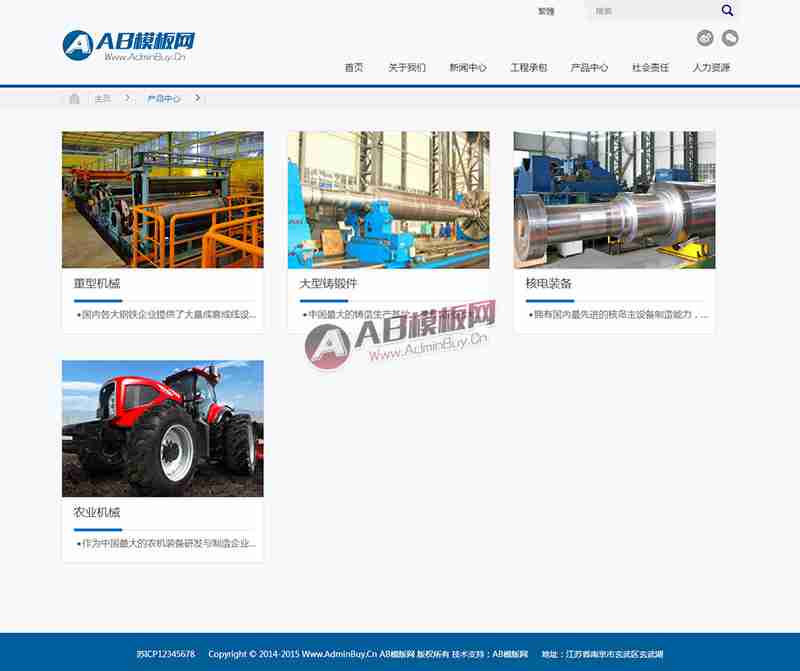 繁體
搜索
AB模板网
Www.AdminBuy.Cn
首页 关于我们 新闻中心 工程承包 产品中心 社会责任 人力资源
主页 产品中心
重型机械
•国内各大钢铁企业提供了大量成套成线设...
大型铸锻件
•中国最大的铸锻生产基地
核电装备
•拥有国内最先进的核岛主设备制造能力，...
AB模板网
www.AdminBuy.Cn
农业机械
•作为中国最大的农机装备研发与制造企业...
苏ICP12345678 Copyright © 2014-2015 Www.AdminBuy.Cn AB模板网 版权所有 技术支持：AB模板网 地址：江苏省南京市玄武区玄武湖